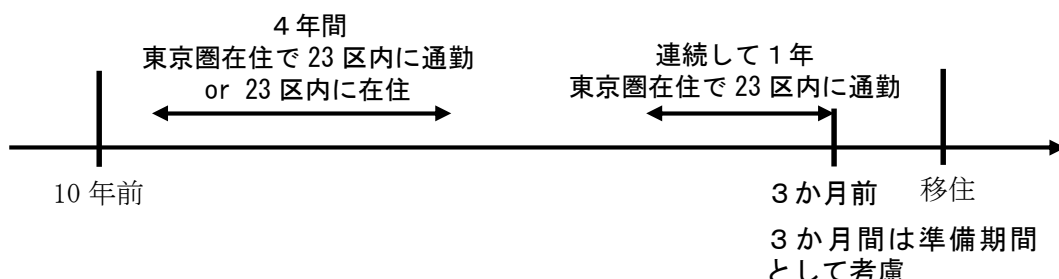 ４年間
東京圏在住で 23 区内に通勤
or 23 区内に在住
連続して１年
東京圏在住で 23 区内に通勤
10 年前
３か月前
移住
３か月間は準備期間
として考慮